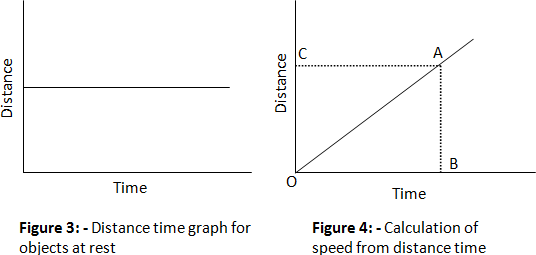 Distance
Time
Figure 3: - Distance time graph for
objects at rest
C
A
Distance
B
O
Time
Figure 4: - Calculation of
speed from distance time